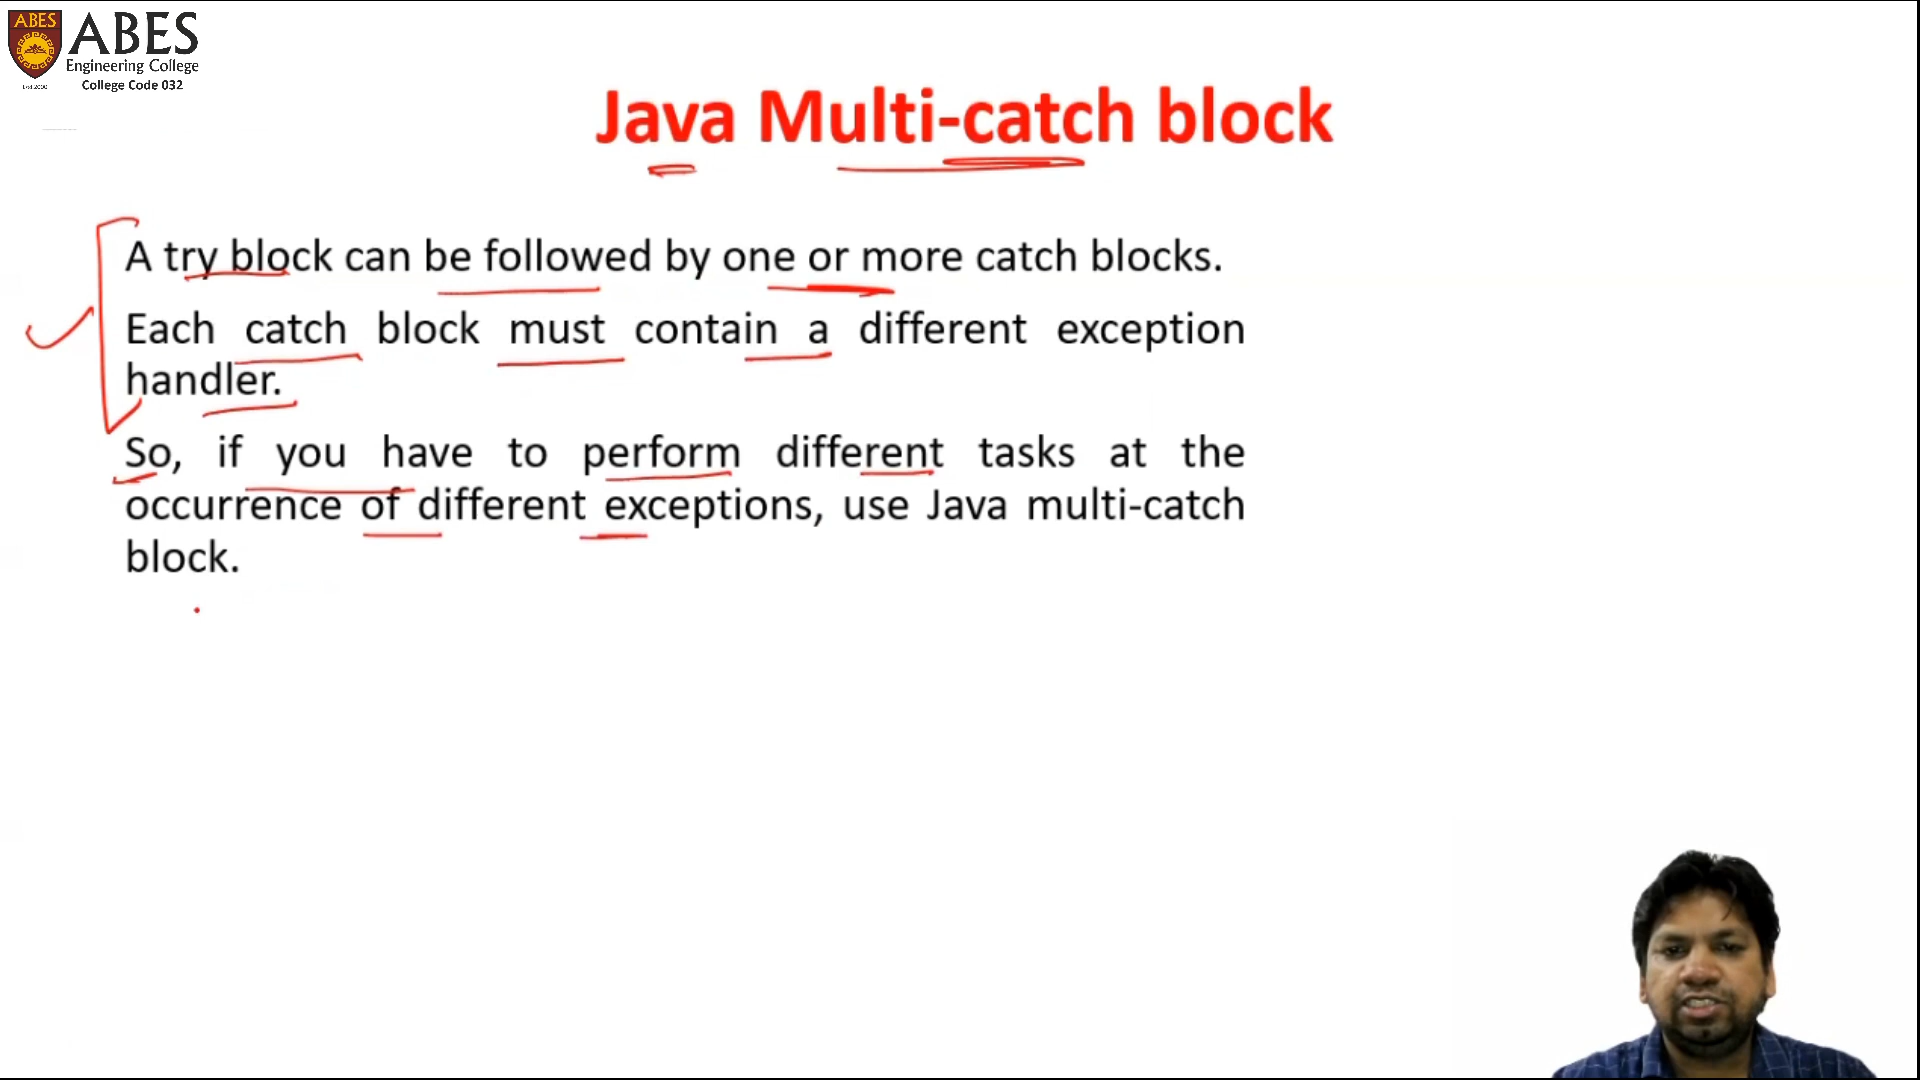 ABES
ABES
Engineering College
College Code 032
Java Multi-catch block
A try block can be followed by one or more catch blocks.
Each catch block must contain a different exception
handler.
So, if you have to perform different tasks at the
occurrence of different exceptions, use Java multi-catch
block.